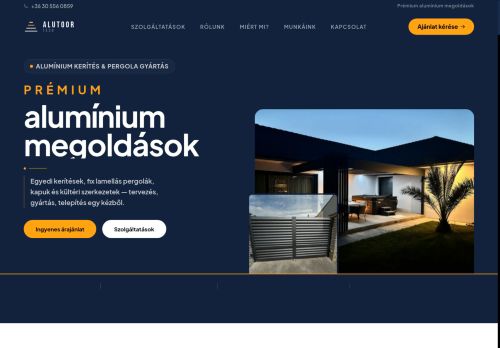 +36 30 556 0859
Prémium alumínium megoldások
ALUTOOR
TECH
SZOLGÁLTATÁSOK
RÓLUNK
MIÉRT MI?
MUNKÁINK
KAPCSOLAT
Ajánlat kérése →
ALUMÍNIUM KERÍTÉS & PERGOLA GYÁRTÁS
PRÉMIUM
alumínium
megoldások
Egyedi kerítések, fix lamellás pergolák,
kapuk és kültéri szerkezetek — tervezés,
gyártás, telepítés egy kézből.
Ingyenes árajánlat
Szolgáltatások